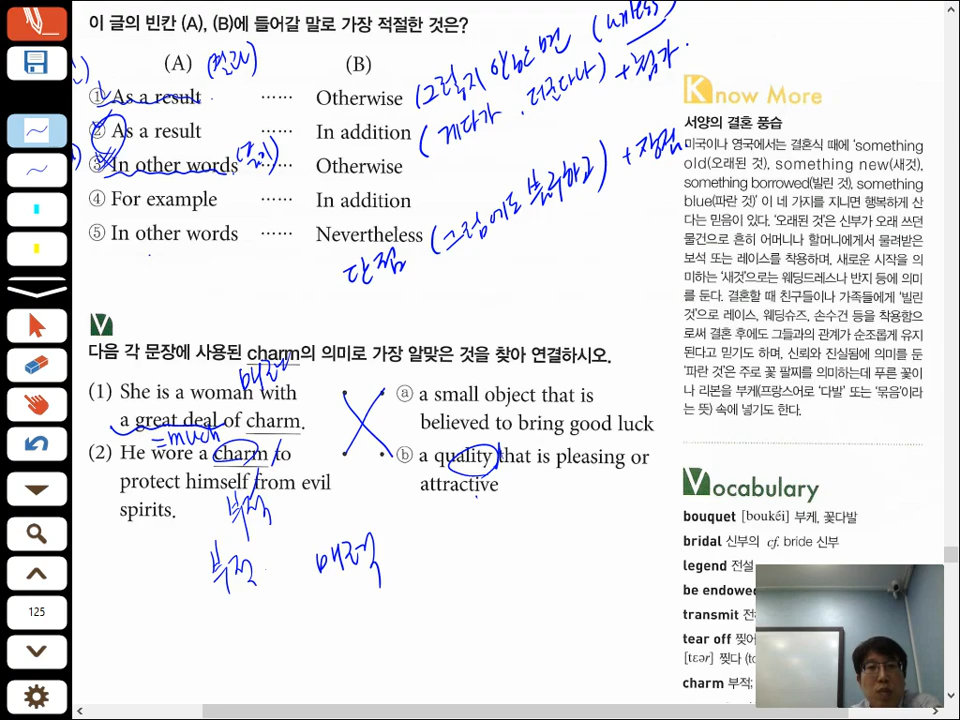 이 글의 빈칸 (A), (B)에 들어갈 말로 가장 적절한 것은?
(A) (B)
① As a result …… Otherwise
② As a result …… In addition
③ In other words …… Otherwise
④ For example …… In addition
⑤ In other words …… Nevertheless
(그렇지 않으면
(게다가, 더군다나) + 첨가.
(그럼에도 불구하고) + 장점
단점
V
다음 각 문장에 사용된 charm의 의미로 가장 알맞은 것을 찾아 연결하시오.
매력
(1) She is a woman with
a great deal of charm.
= much
(2) He wore a charm to
protect himself from evil
spirits.
부적
ⓐ a small object that is
believed to bring good luck
ⓑ a quality that is pleasing or
attractive
부적 매력
Know More
서양의 결혼 풍습
미국이나 영국에서는 결혼식 때에 'something
old(오래된 것), something new(새것),
something borrowed(빌린 것), something
blue(파란 것)' 이 네 가지를 지니면 행복하게 산
다는 믿음이 있다. '오래된 것'은 신부가 오래 쓰던
물건으로 흔히 어머니나 할머니에게서 물려받은
보석 또는 레이스를 착용하며, 새로운 시작을 의
미하는 '새것'으로는 웨딩드레스나 반지 등에 의미
를 둔다. 결혼할 때 친구들이나 가족들에게 '빌린
것'으로 레이스, 웨딩슈즈, 손수건 등을 착용함으
로써 결혼 후에도 그들과의 관계가 순조롭게 유지
된다고 믿기도 하며, 신뢰와 진실됨에 의미를 둔
'파란 것'은 주로 꽃 팔찌를 의미하는데 푸른 꽃이
나 리본을 부케(프랑스어로 '다발' 또는 '묶음'이라
는 뜻) 속에 넣기도 한다.
Vocabulary
bouquet [boukéi] 부케, 꽃다발
bridal 신부의 cf. bride 신부
legend 전설
be endowe
transmit 전
tear off 찢어
[tɛər] 찢다 (to
charm 부적;
125